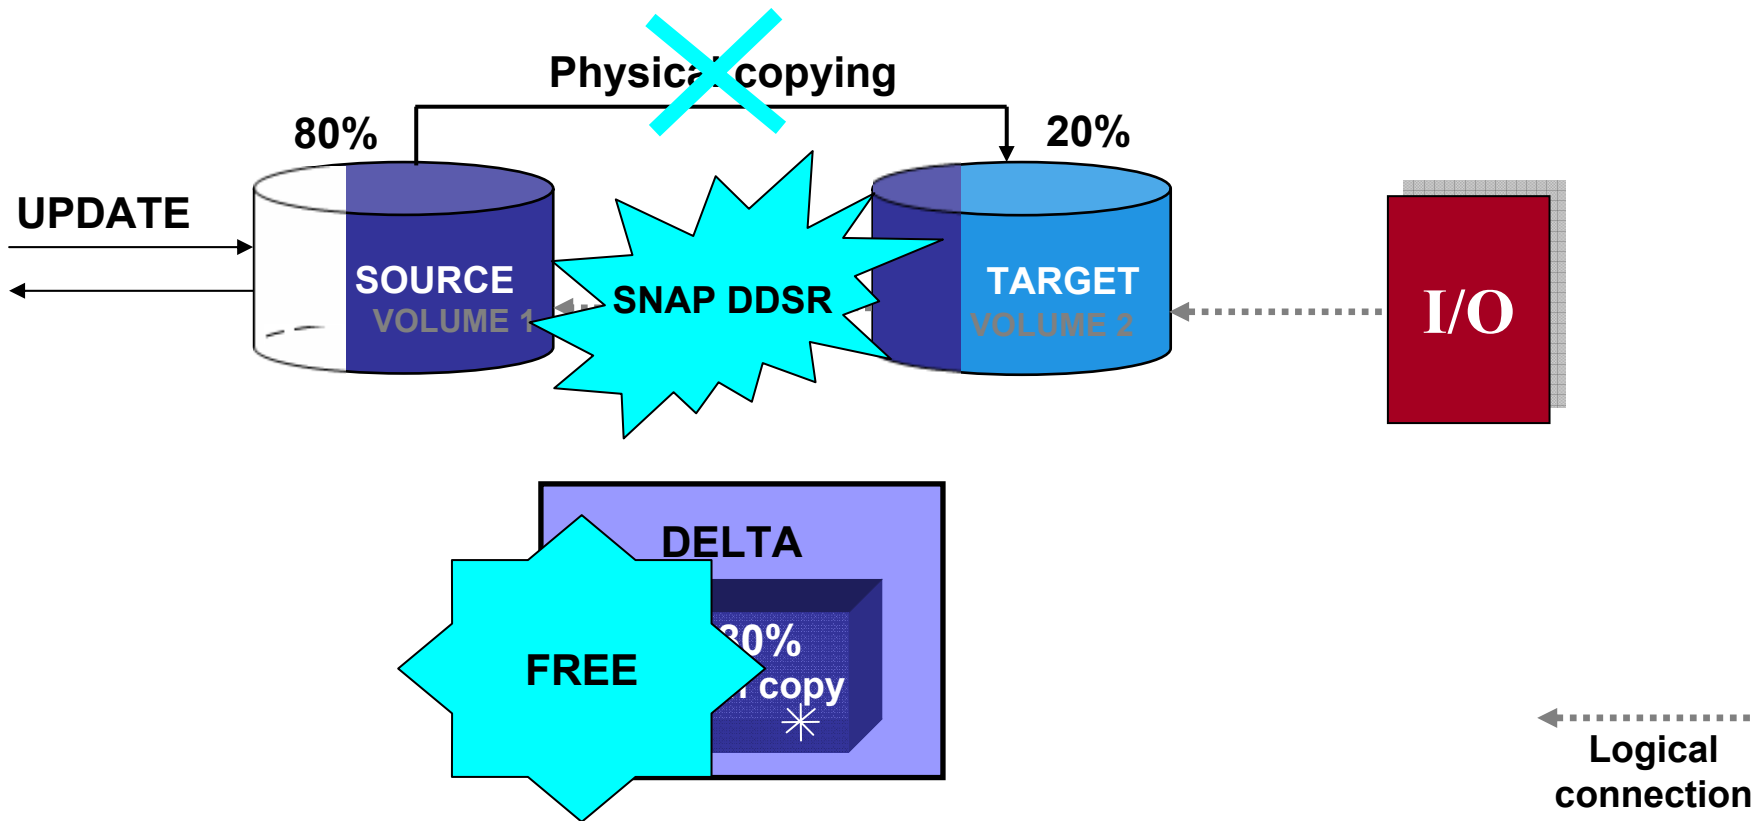 Physical copying
80%
20%
UPDATE
SOURCE
VOLUME 1
SNAP DDSR
TARGET
VOLUME 2
I/O
DELTA
FREE
copy
Logical
connection